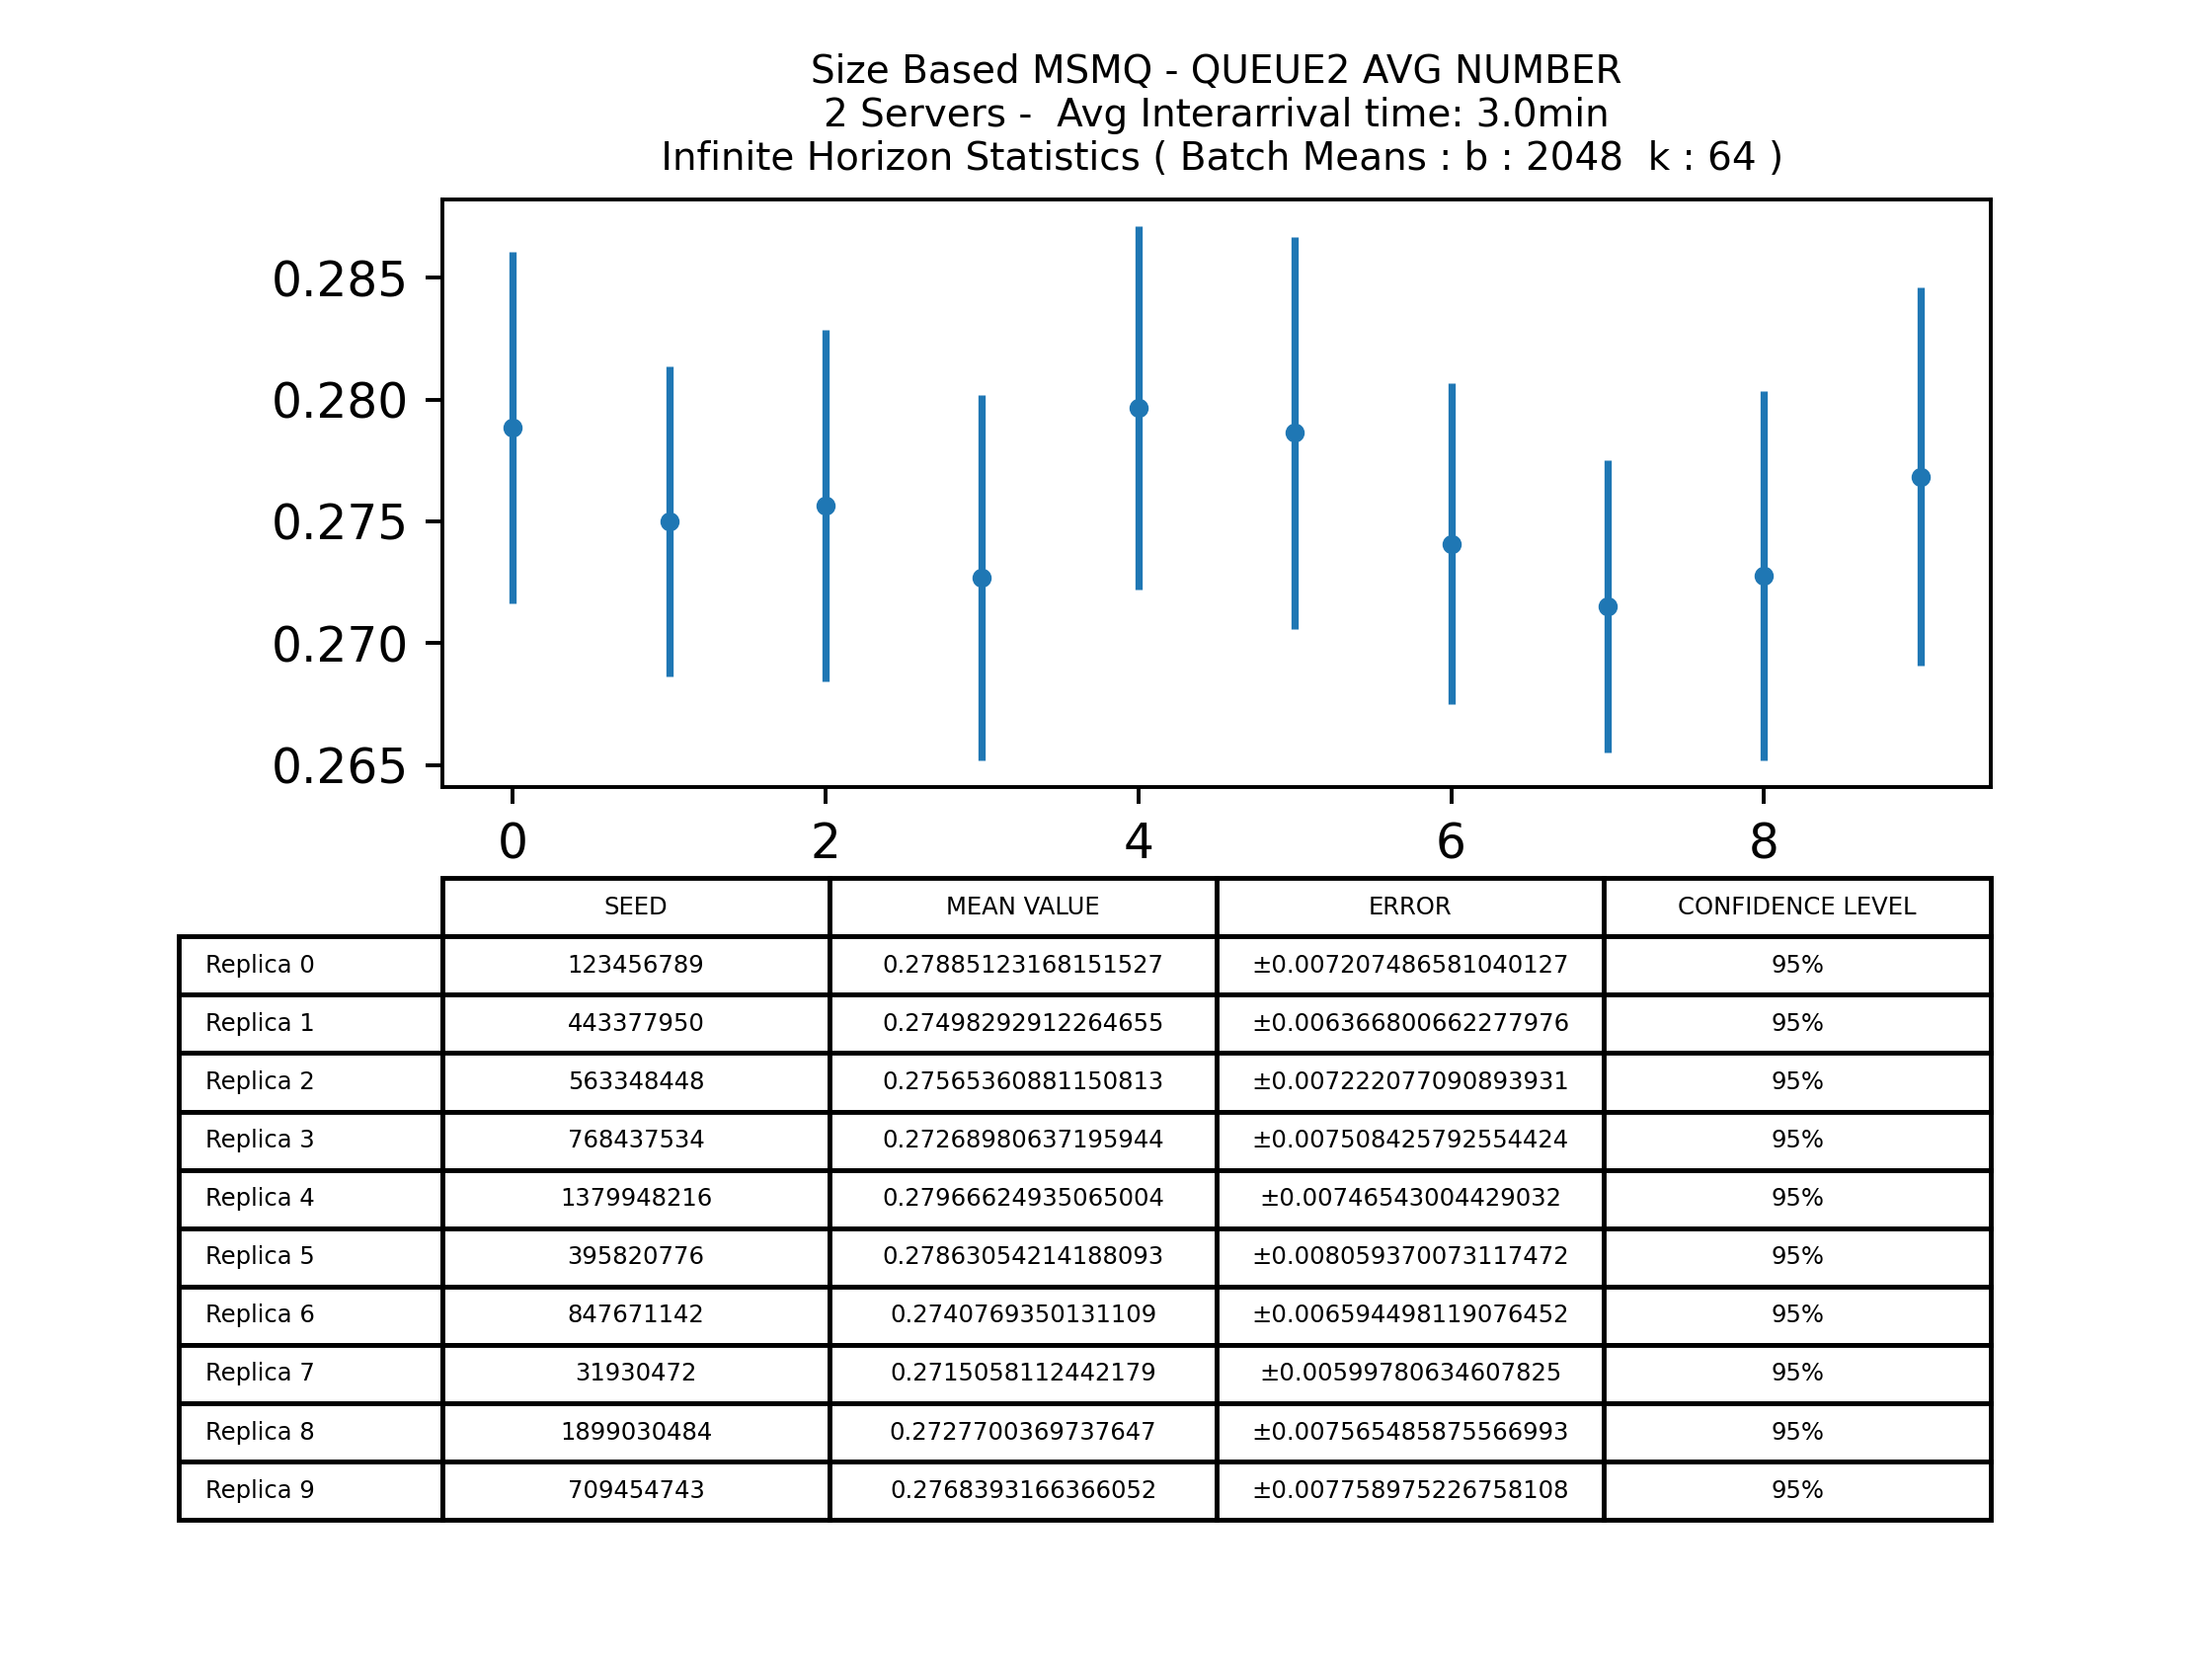 Size Based MSMQ - QUEUE2 AVG NUMBER
2 Servers -  Avg Interarrival time: 3.0min
Infinite Horizon Statistics ( Batch Means : b : 2048  k : 64 )
0.285
0.280
0.275
0.270
0.265
0 2 4 6 8
SEED MEAN VALUE ERROR CONFIDENCE LEVEL
Replica 0 123456789 0.27885123168151527 ±0.007207486581040127 95%
Replica 1 443377950 0.27498292912264655 ±0.006366800662277976 95%
Replica 2 563348448 0.27565360881150813 ±0.007222077090893931 95%
Replica 3 768437534 0.27268980637195944 ±0.007508425792554424 95%
Replica 4 1379948216 0.27966624935065004 ±0.00746543004429032 95%
Replica 5 395820776 0.27863054214188093 ±0.008059370073117472 95%
Replica 6 847671142 0.2740769350131109 ±0.006594498119076452 95%
Replica 7 31930472 0.2715058112442179 ±0.00599780634607825 95%
Replica 8 1899030484 0.2727700369737647 ±0.007565485875566993 95%
Replica 9 709454743 0.2768393166366052 ±0.007758975226758108 95%